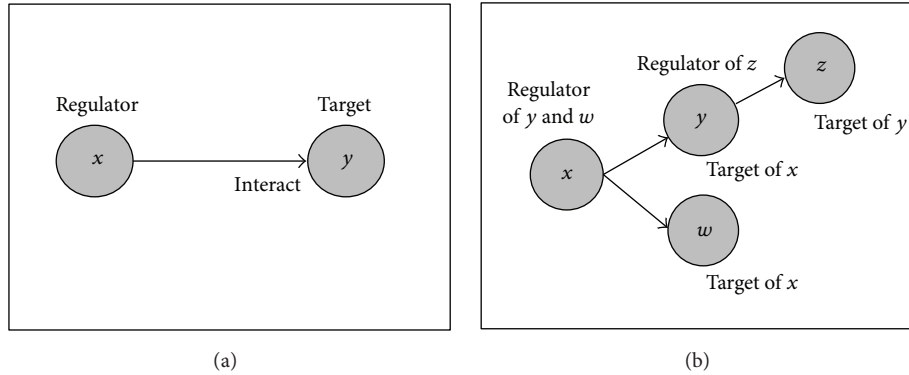 Regulator
x
Interact
Target
y
(a)
Regulator
of y and w
x
Regulator of z
y
Target of x
z
Target of y
w
Target of x
(b)